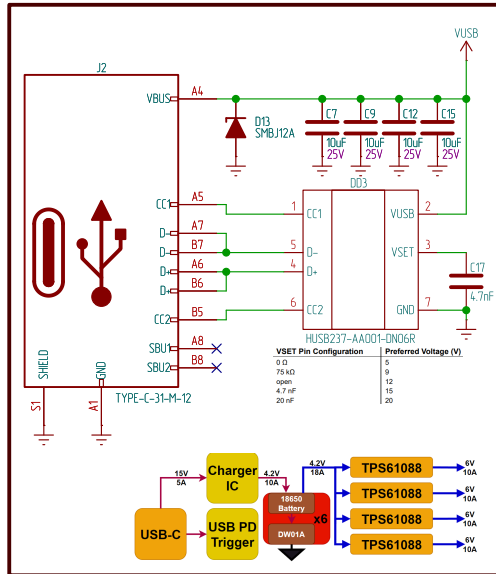 VUSB
J2
VBUS A4
D13
SMBJ12A
C7
10uF
25V
C9
10uF
25V
C12
10uF
25V
C15
10uF
25V
DD3
CC1 A5
1 CC1
VUSB 2
D- A7
D- B7
5 D-
VSET 3
D+ A6
4 D+
D+ B6
C17
4.7nF
CC2 B5
6 CC2
GND 7
HUSB237-AA001-DN06R
SBU1 A8
SBU2 B8
SHIELD
GND
S1
A1
TYPE-C-31-M-12
VSET Pin Configuration Preferred Voltage (V)
0 Ω 5
75 kΩ 9
open 12
4.7 nF 15
20 nF 20
15V
5A
Charger
IC
4.2V
10A
4.2V
18A
USB-C
USB PD
Trigger
18650
Battery
x6
DW01A
TPS61088
6V
10A
TPS61088
6V
10A
TPS61088
6V
10A
TPS61088
6V
10A